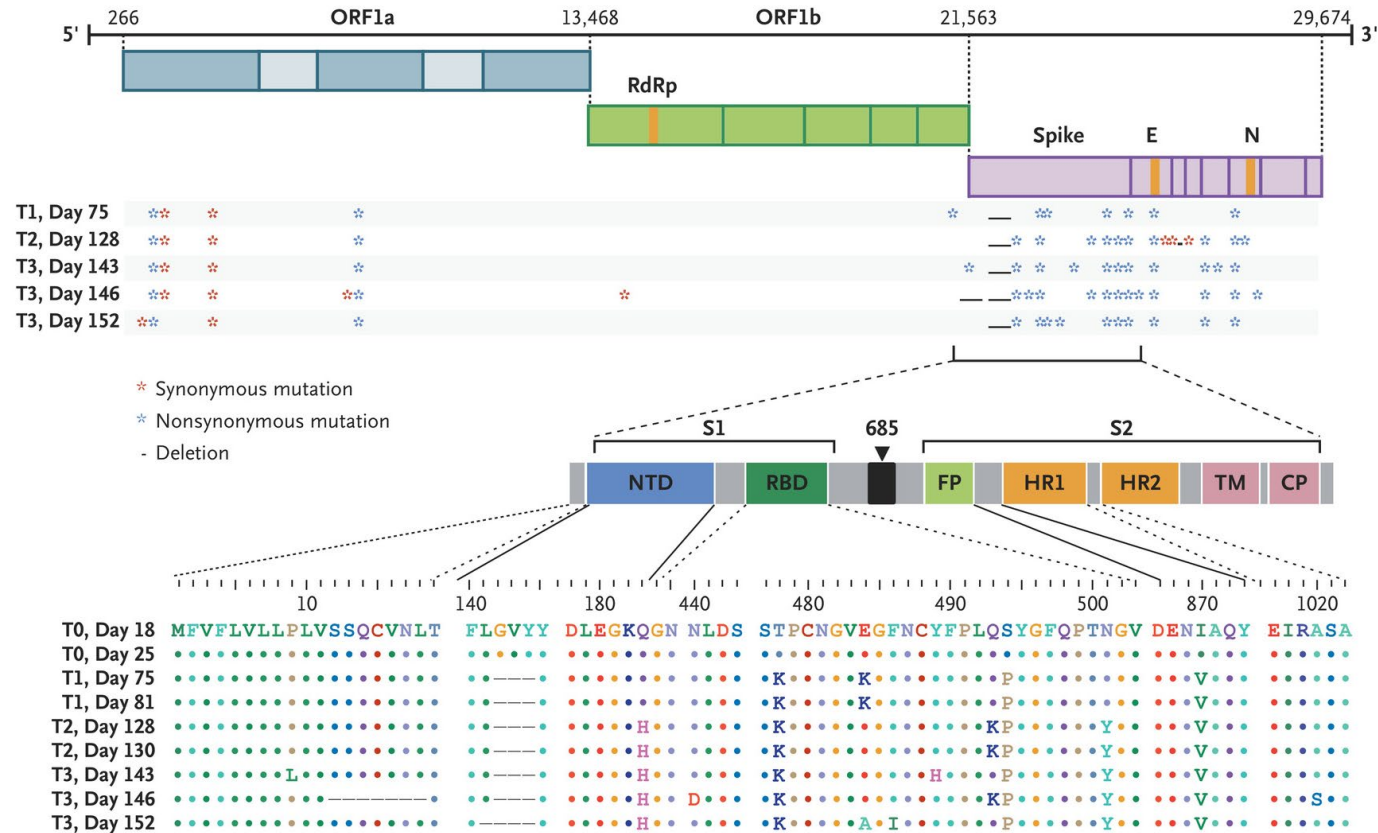 266 ORF1a 13,468 ORF1b 21,563 29,674
5' 3'
RdRp
Spike E N
T1, Day 75
T2, Day 128
T3, Day 143
T3, Day 146
T3, Day 152
* Synonymous mutation
* Nonsynonymous mutation
- Deletion
S1 685 S2
NTD RBD FP HR1 HR2 TM CP
10 140 180 440 480 490 500 870 1020
T0, Day 18 MFVFLVLLPLVSSQCVNLT FLGVYY DLEGKQGN NLDS STPCNGVEGFNCYFPLQSYGFQPTNGV DENIAQY EIRASA
T0, Day 25
T1, Day 75 K K P V
T1, Day 81 K K P V
T2, Day 128 H K KP Y V
T2, Day 130 H K KP Y V
T3, Day 143 L H K H P Y V
T3, Day 146 H D K KP Y V S
T3, Day 152 H K A I P Y V